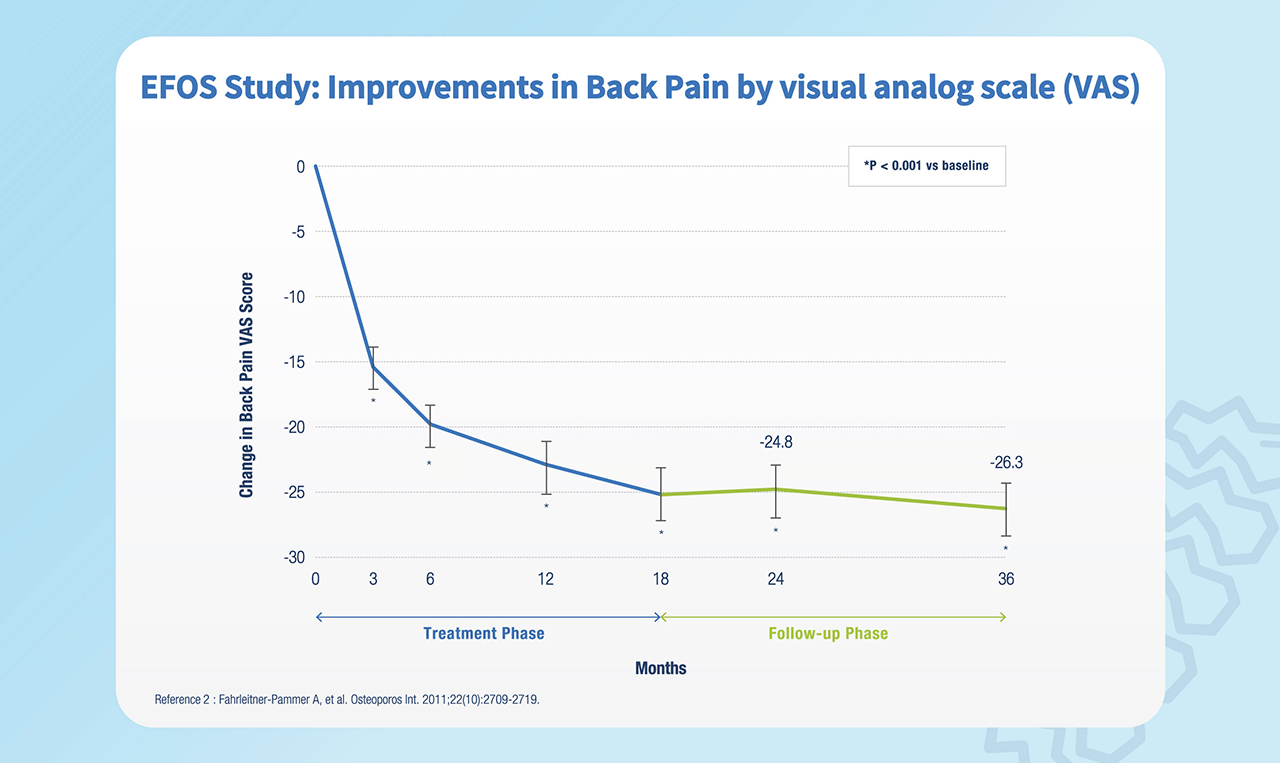 EFOS Study: Improvements in Back Pain by visual analog scale (VAS)
*P < 0.001 vs baseline
Change in Back Pain VAS Score
0
-5
-10
-15
-20
-25
-30
*
*
*
*
-24.8
*
-26.3
*
0 3 6 12 18 24 36
Treatment Phase
Follow-up Phase
Months
Reference 2 : Fahrleitner-Pammer A, et al. Osteoporos Int. 2011;22(10):2709-2719.